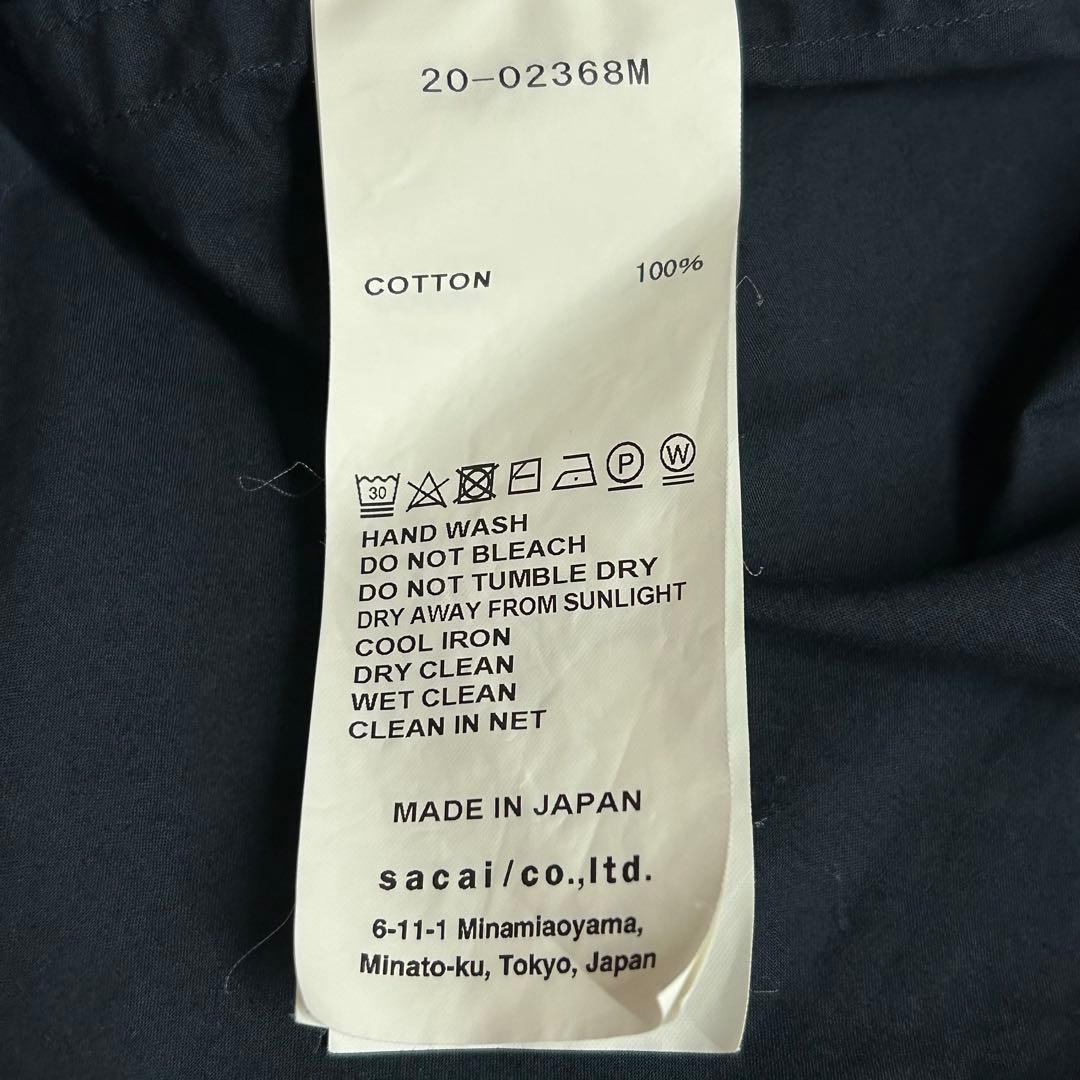 20-02368M
COTTON 100%
30 P W
HAND WASH
DO NOT BLEACH
DO NOT TUMBLE DRY
DRY AWAY FROM SUNLIGHT
COOL IRON
DRY CLEAN
WET CLEAN
CLEAN IN NET
MADE IN JAPAN
sacai/co.,ltd.
6-11-1 Minamiaoyama,
Minato-ku, Tokyo, Japan